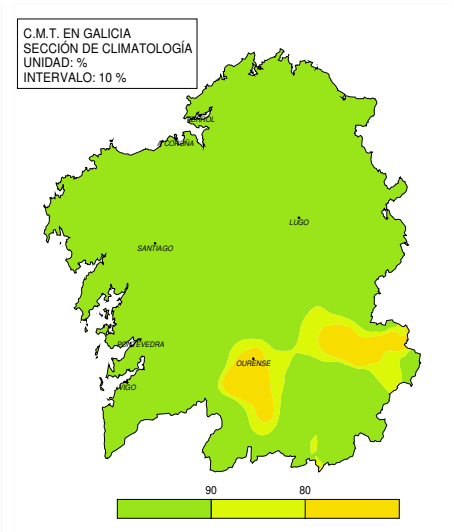 C.M.T. EN GALICIA
SECCIÓN DE CLIMATOLOGÍA
UNIDAD: %
INTERVALO: 10 %
FERROL
A CORUÑA
LUGO
SANTIAGO
PONTEVEDRA
OURENSE
VIGO
90 80